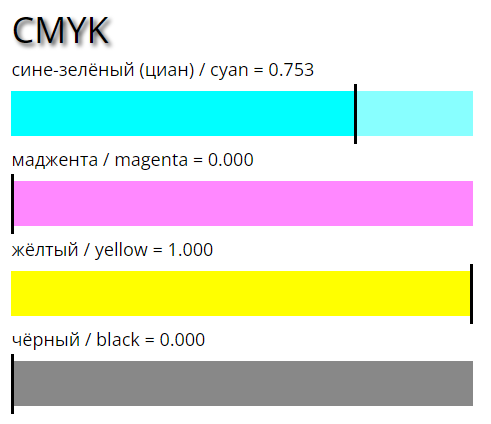 CMYK
сине-зелёный (циан) / cyan = 0.753
маджента / magenta = 0.000
жёлтый / yellow = 1.000
чёрный / black = 0.000